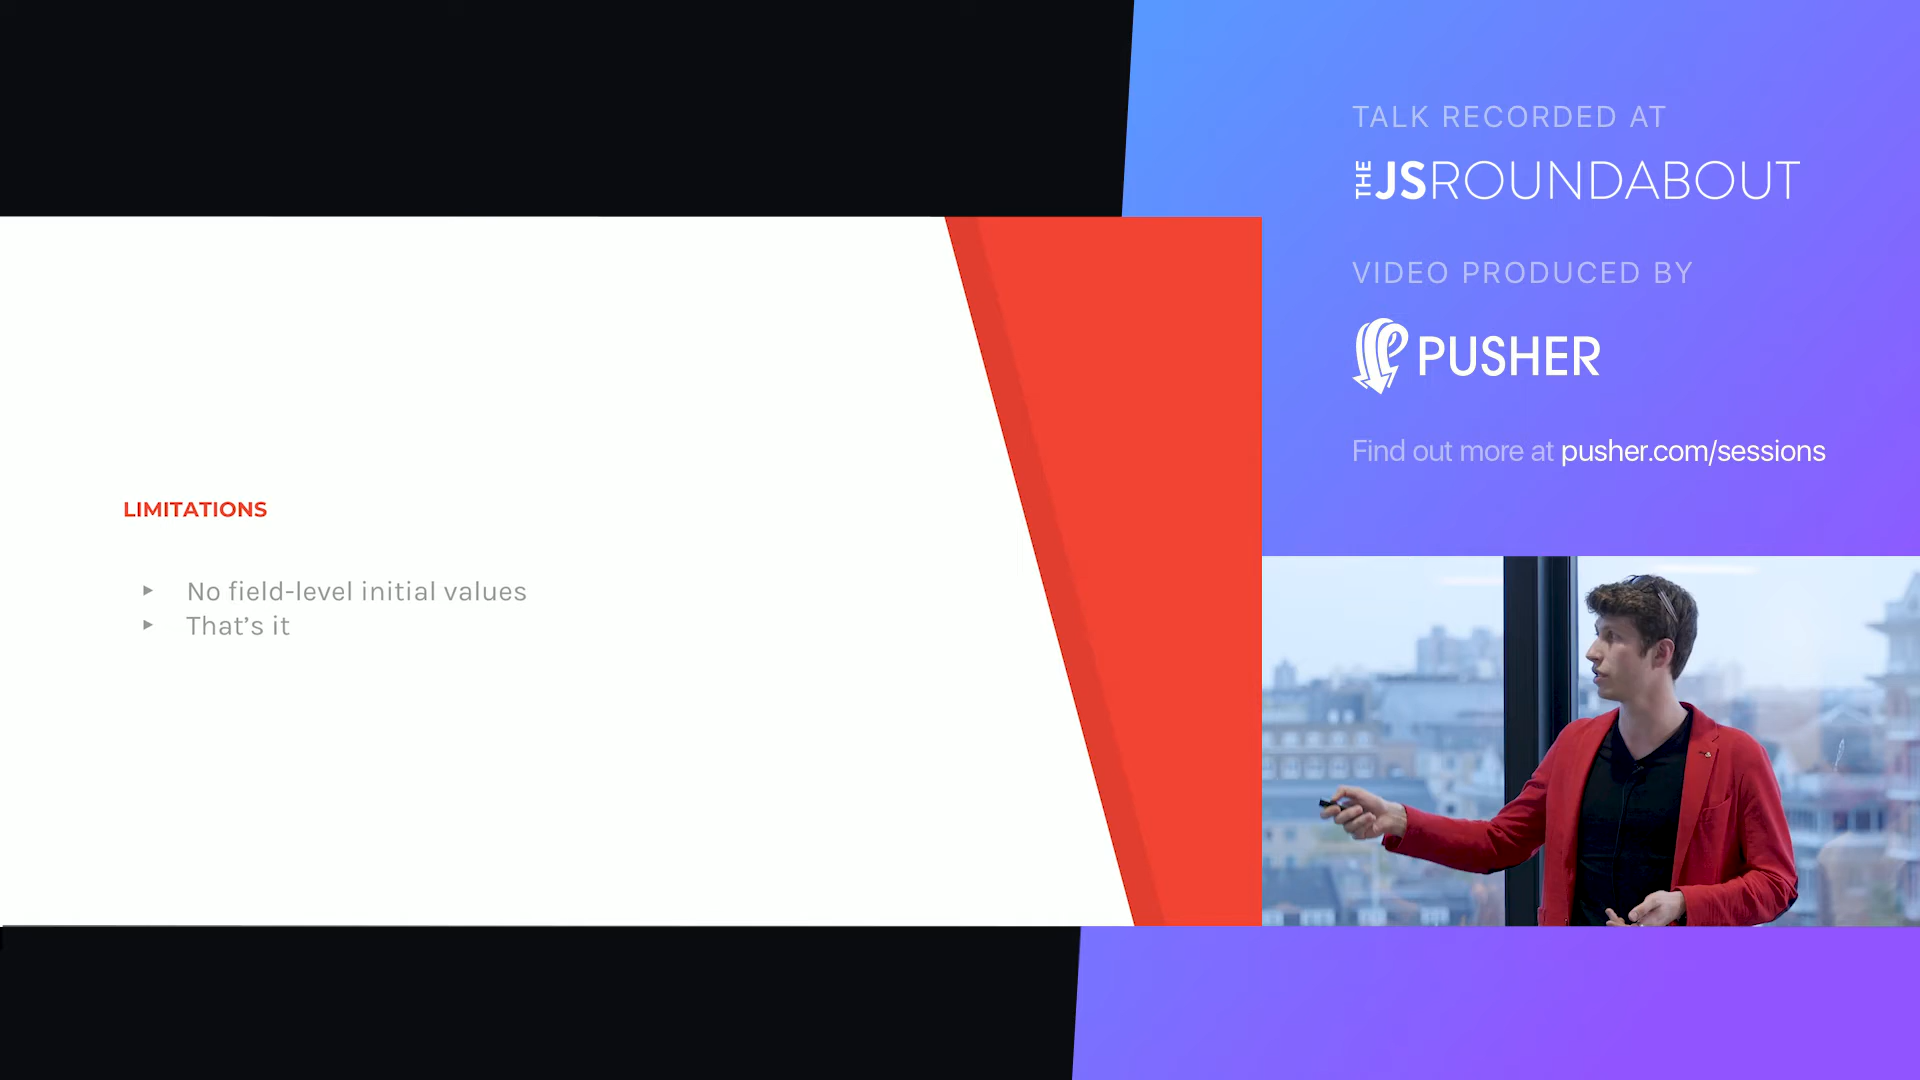 LIMITATIONS
▸ No field-level initial values
▸ That's it
TALK RECORDED AT
THE JSROUNDABOUT
VIDEO PRODUCED BY
PUSHER
Find out more at pusher.com/sessions